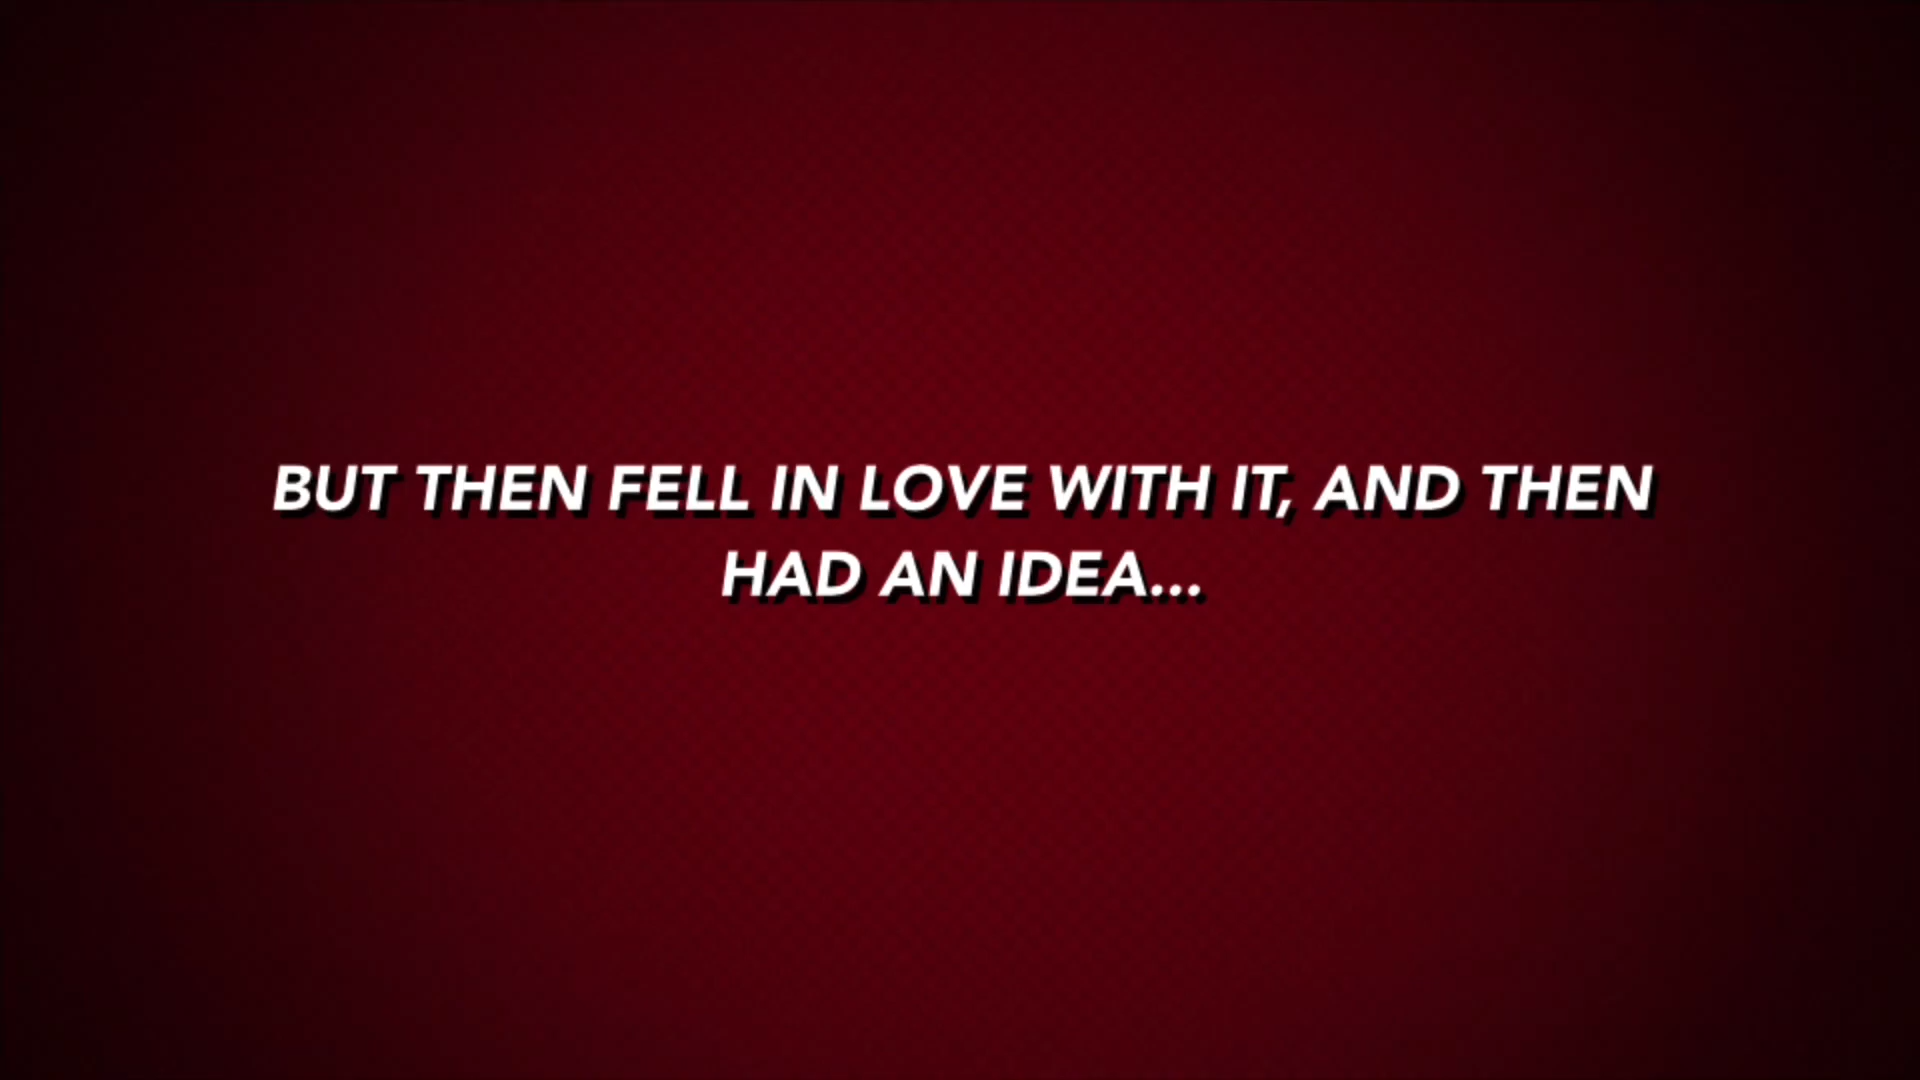 BUT THEN FELL IN LOVE WITH IT, AND THEN
HAD AN IDEA...